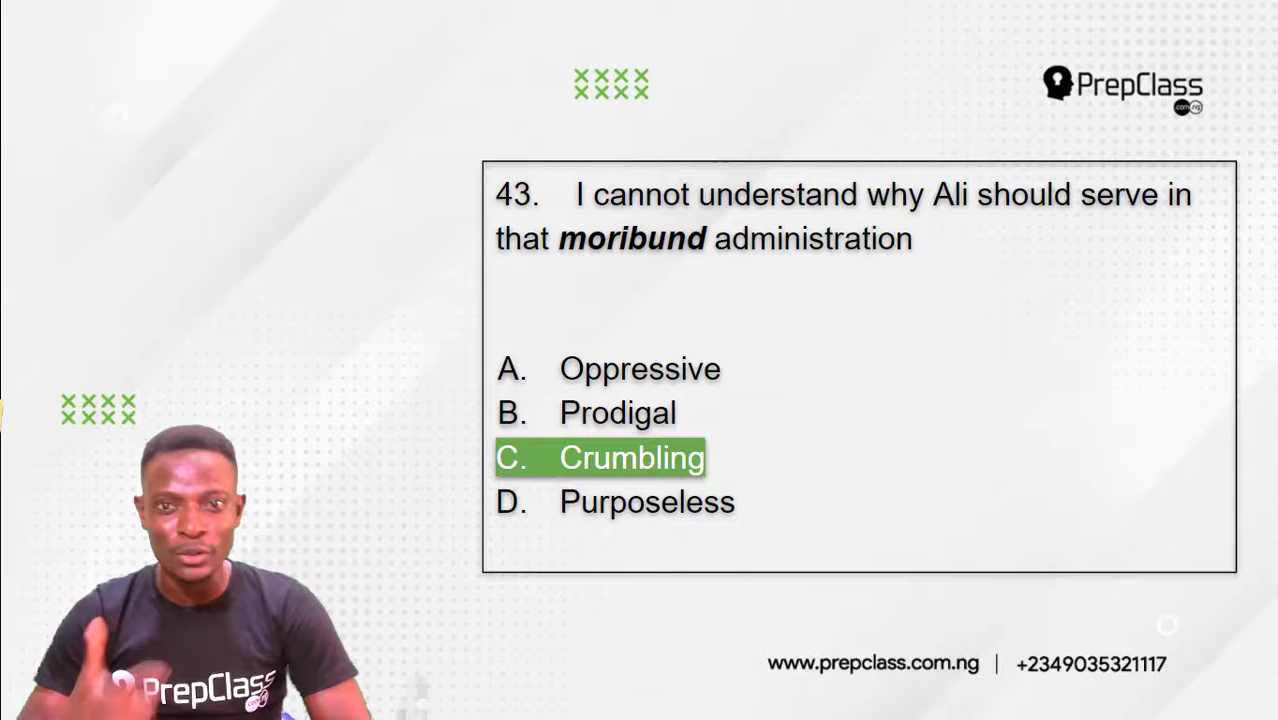 PrepClass
.com.ng
43. I cannot understand why Ali should serve in
that moribund administration
A. Oppressive
B. Prodigal
C. Crumbling
D. Purposeless
PrepClass
www.prepclass.com.ng | +2349035321117